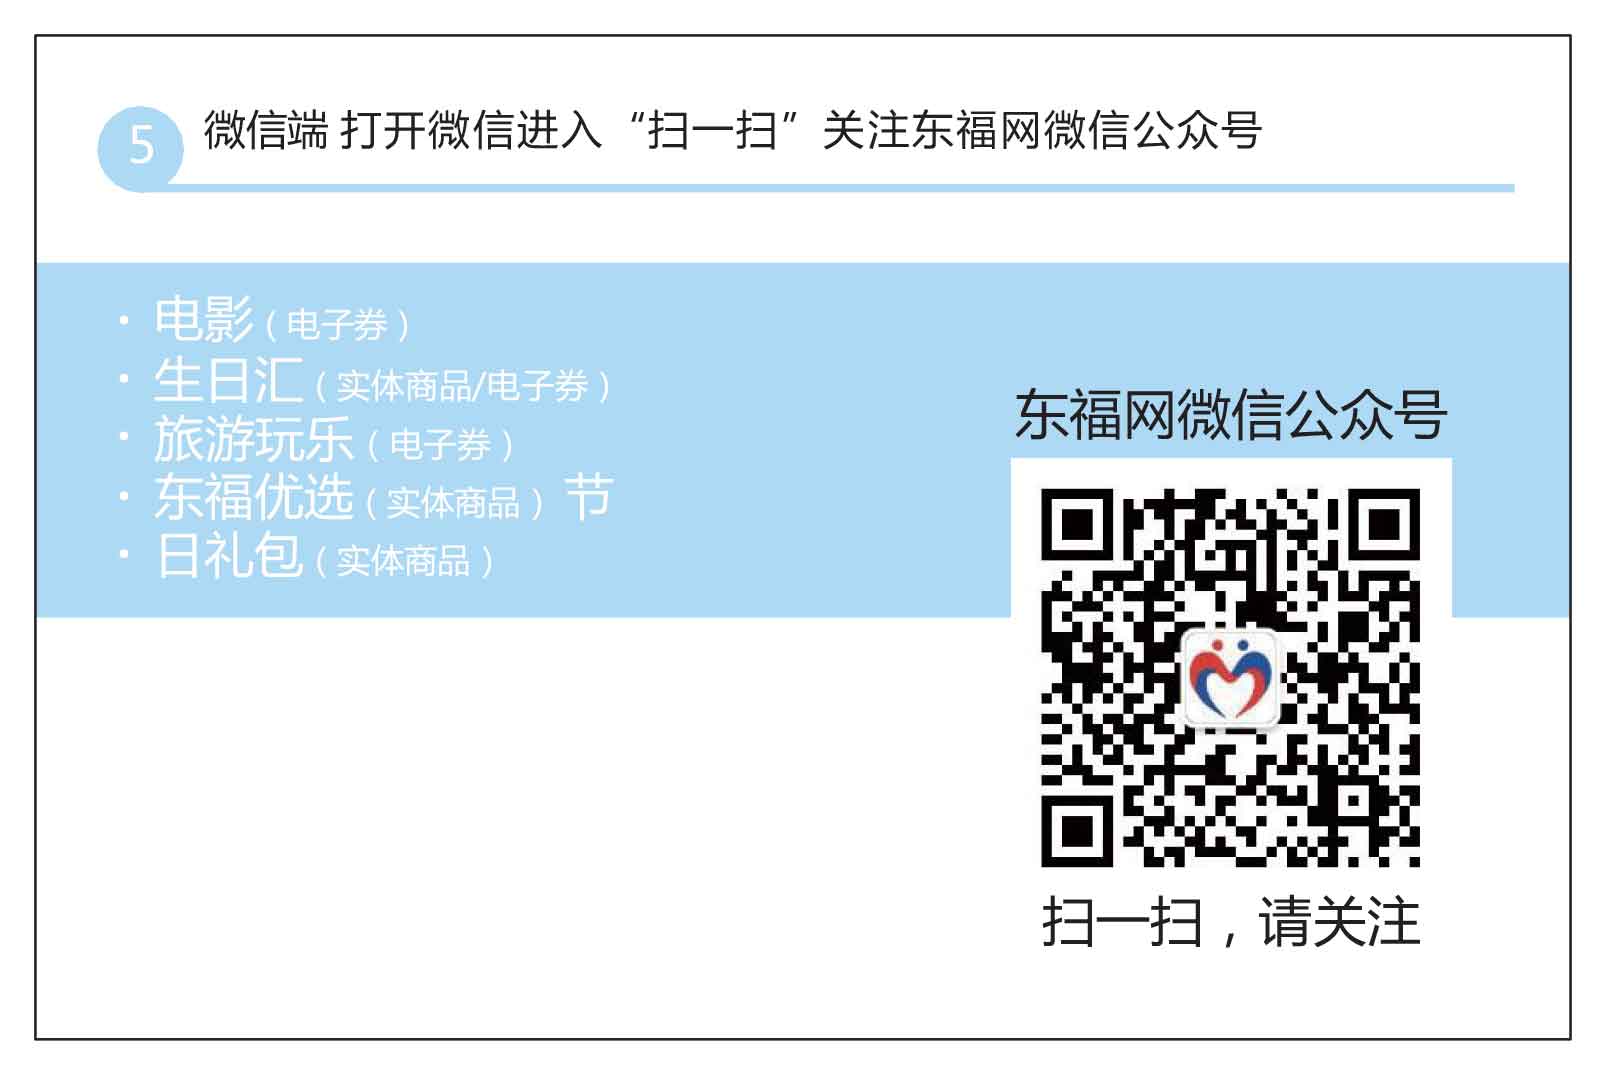 5
微信端 打开微信进入“扫一扫”关注东福网微信公众号
· 电影（电子券）
· 生日汇（实体商品/电子券）
· 旅游玩乐（电子券）
· 东福优选（实体商品）节
· 日礼包（实体商品）
东福网微信公众号
扫一扫，请关注